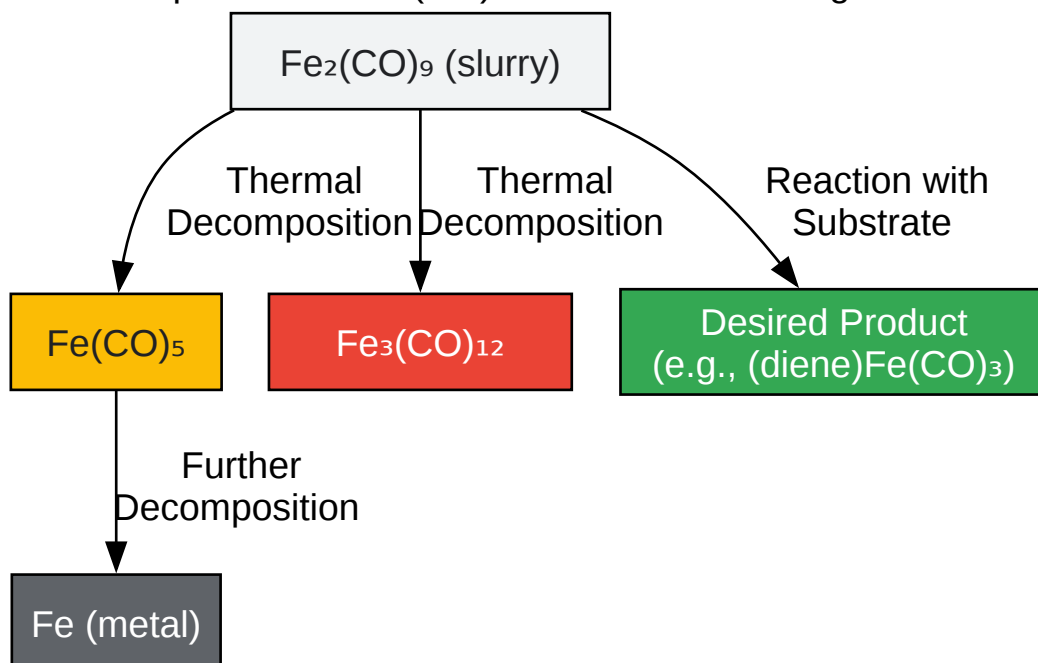 Fe₂(CO)₉ (slurry)
Thermal
Decomposition
Thermal
Decomposition
Reaction with
Substrate
Fe(CO)₅
Fe₃(CO)₁₂
Desired Product
(e.g., (diene)Fe(CO)₃)
Further
Decomposition
Fe (metal)